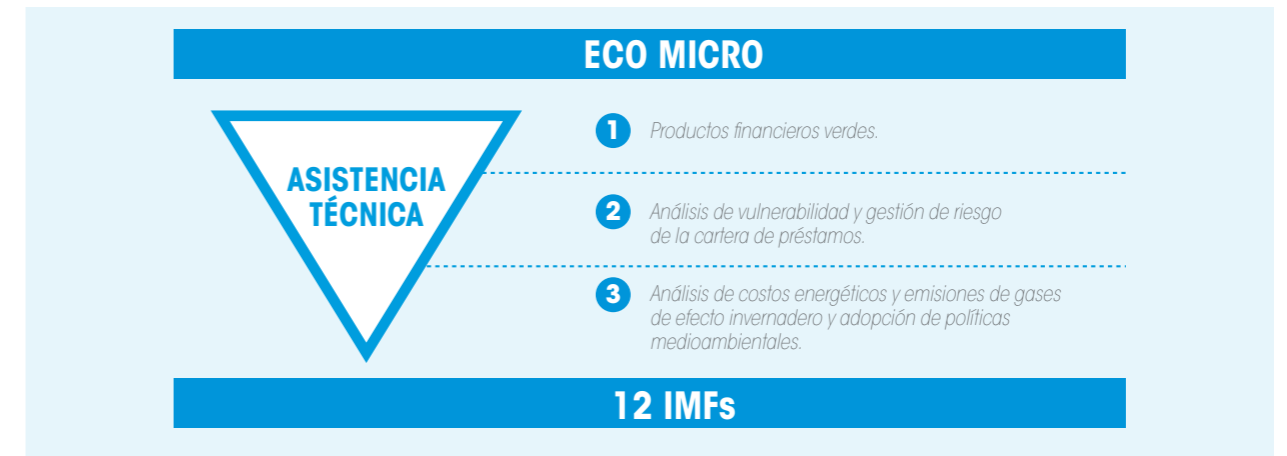 ECO MICRO
ASISTENCIA
TÉCNICA
1 Productos financieros verdes.
2 Análisis de vulnerabilidad y gestión de riesgo
de la cartera de préstamos.
3 Análisis de costos energéticos y emisiones de gases
de efecto invernadero y adopción de políticas
medioambientales.
12 IMFs